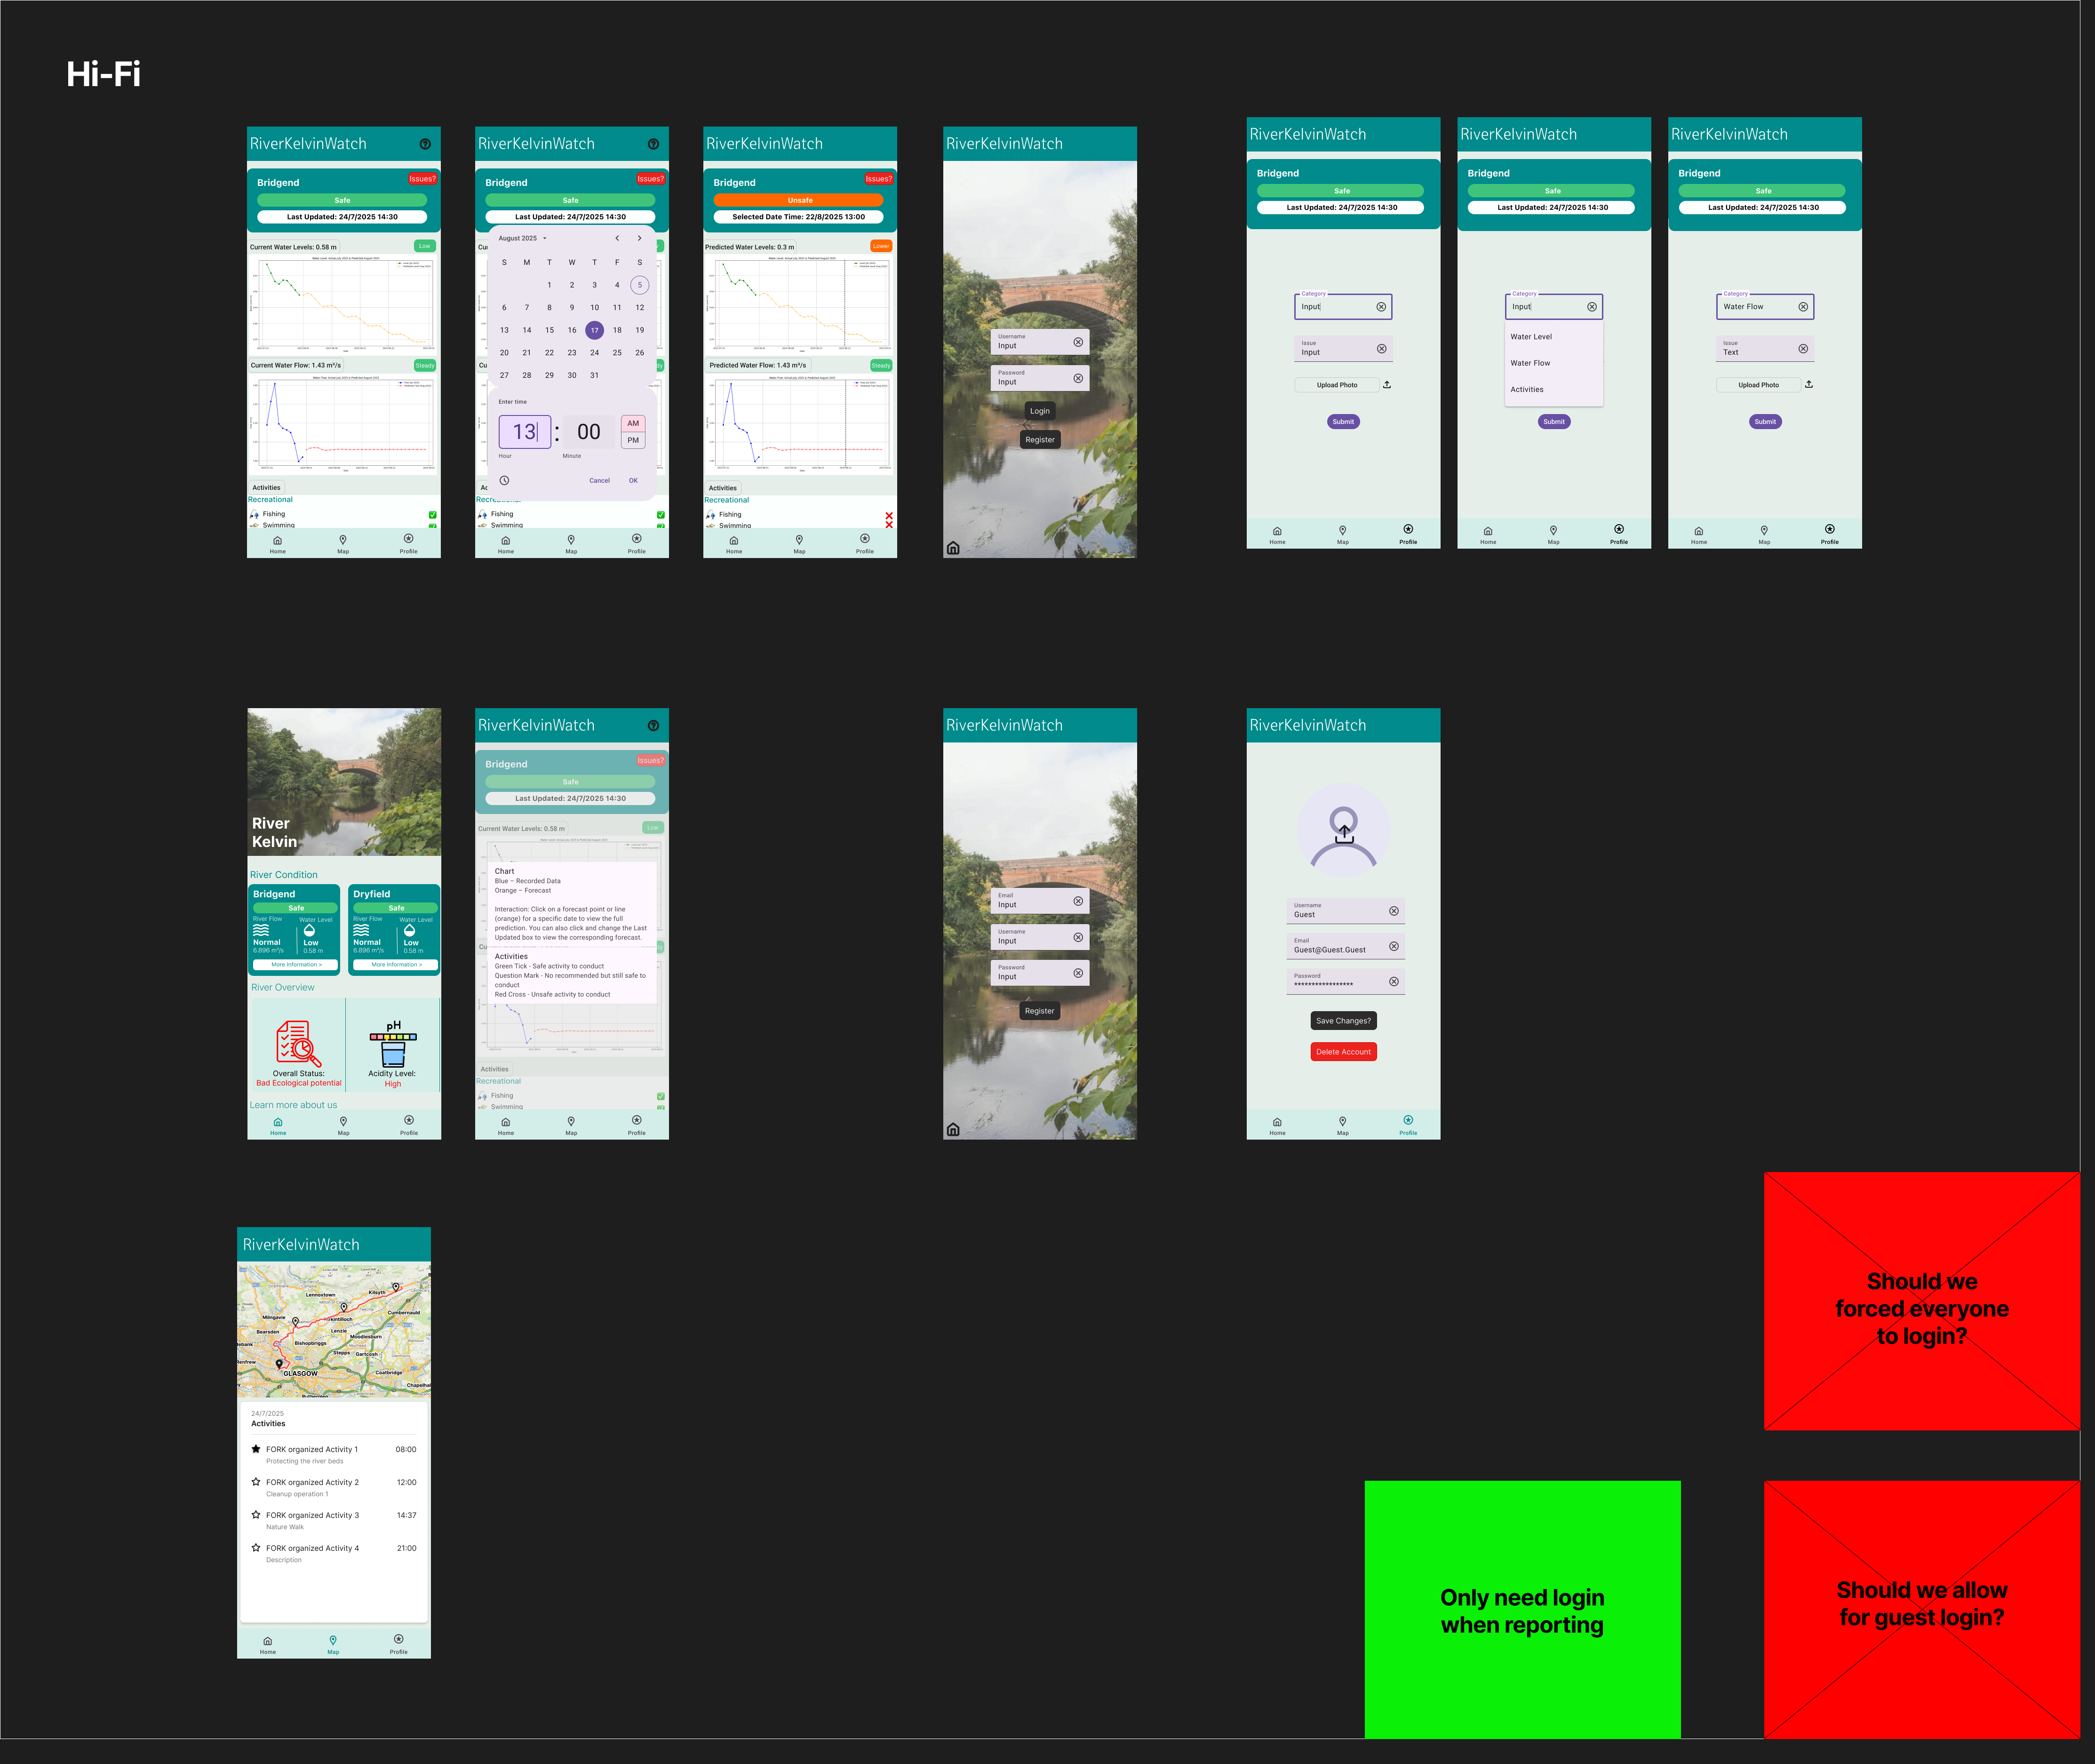 Hi-Fi
RiverKelvinWatch
Bridgend
Issues?
Safe
Last Updated: 24/7/2025 14:30
Current Water Levels: 0.58 m
Low
Current Water Flow: 1.43 m³/s
Steady
Activities
Recreational
Fishing
Swimming
Home
Map
Profile
RiverKelvinWatch
Bridgend
Issues?
Safe
Last Updated: 24/7/2025 14:30
August 2025
S M T W T F S
1 2 3 4 5
6 7 8 9 10 11 12
13 14 15 16 17 18 19
20 21 22 23 24 25 26
27 28 29 30 31
Enter time
13 : 00
AM
PM
Hour
Minute
Cancel
OK
Fishing
Swimming
Home
Map
Profile
RiverKelvinWatch
Bridgend
Issues?
Unsafe
Selected Date Time: 22/8/2025 13:00
Predicted Water Levels: 0.3 m
Lower
Predicted Water Flow: 1.43 m³/s
Steady
Activities
Recreational
Fishing
Swimming
Home
Map
Profile
RiverKelvinWatch
Username
Input
Password
Input
Login
Register
RiverKelvinWatch
Bridgend
Safe
Last Updated: 24/7/2025 14:30
Category
Input
Issue
Input
Upload Photo
Submit
Home
Map
Profile
RiverKelvinWatch
Bridgend
Safe
Last Updated: 24/7/2025 14:30
Category
Input
Water Level
Water Flow
Activities
Submit
Home
Map
Profile
RiverKelvinWatch
Bridgend
Safe
Last Updated: 24/7/2025 14:30
Category
Water Flow
Issue
Text
Upload Photo
Submit
Home
Map
Profile
River
Kelvin
River Condition
Bridgend
Safe
River Flow
Water Level
Normal
Low
6.896 m³/s
0.58 m
More Information >
Dryfield
Safe
River Flow
Water Level
Normal
Low
6.896 m³/s
0.58 m
More Information >
River Overview
pH
Overall Status:
Bad Ecological potential
Acidity Level:
High
Learn more about us
Home
Map
Profile
RiverKelvinWatch
Bridgend
Issues?
Safe
Last Updated: 24/7/2025 14:30
Current Water Levels: 0.58 m
Low
Chart
Blue – Recorded Data
Orange – Forecast
Interaction: Click on a forecast point or line
(orange) for a specific date to view the full
prediction. You can also click and change the Last
Updated box to view the corresponding forecast.
Activities
Green Tick - Safe activity to conduct
Question Mark - No recommended but still safe to
conduct
Red Cross - Unsafe activity to conduct
Activities
Recreational
Fishing
Swimming
Home
Map
Profile
RiverKelvinWatch
Email
Input
Username
Input
Password
Input
Register
RiverKelvinWatch
Username
Guest
Email
Guest@Guest.Guest
Password
*****************
Save Changes?
Delete Account
Home
Map
Profile
RiverKelvinWatch
Lennoxtown
Kilsyth
Cumbernauld
Milngavie
Bearsden
Lenzie
Bishopbriggs
Moodiesburn
Stepps
Gartcosh
GLASGOW
Coatbridge
24/7/2025
Activities
FORK organized Activity 1 08:00
Protecting the river beds
FORK organized Activity 2 12:00
Cleanup operation 1
FORK organized Activity 3 14:37
Nature Walk
FORK organized Activity 4 21:00
Description
Home
Map
Profile
Should we
forced everyone
to login?
Only need login
when reporting
Should we allow
for guest login?